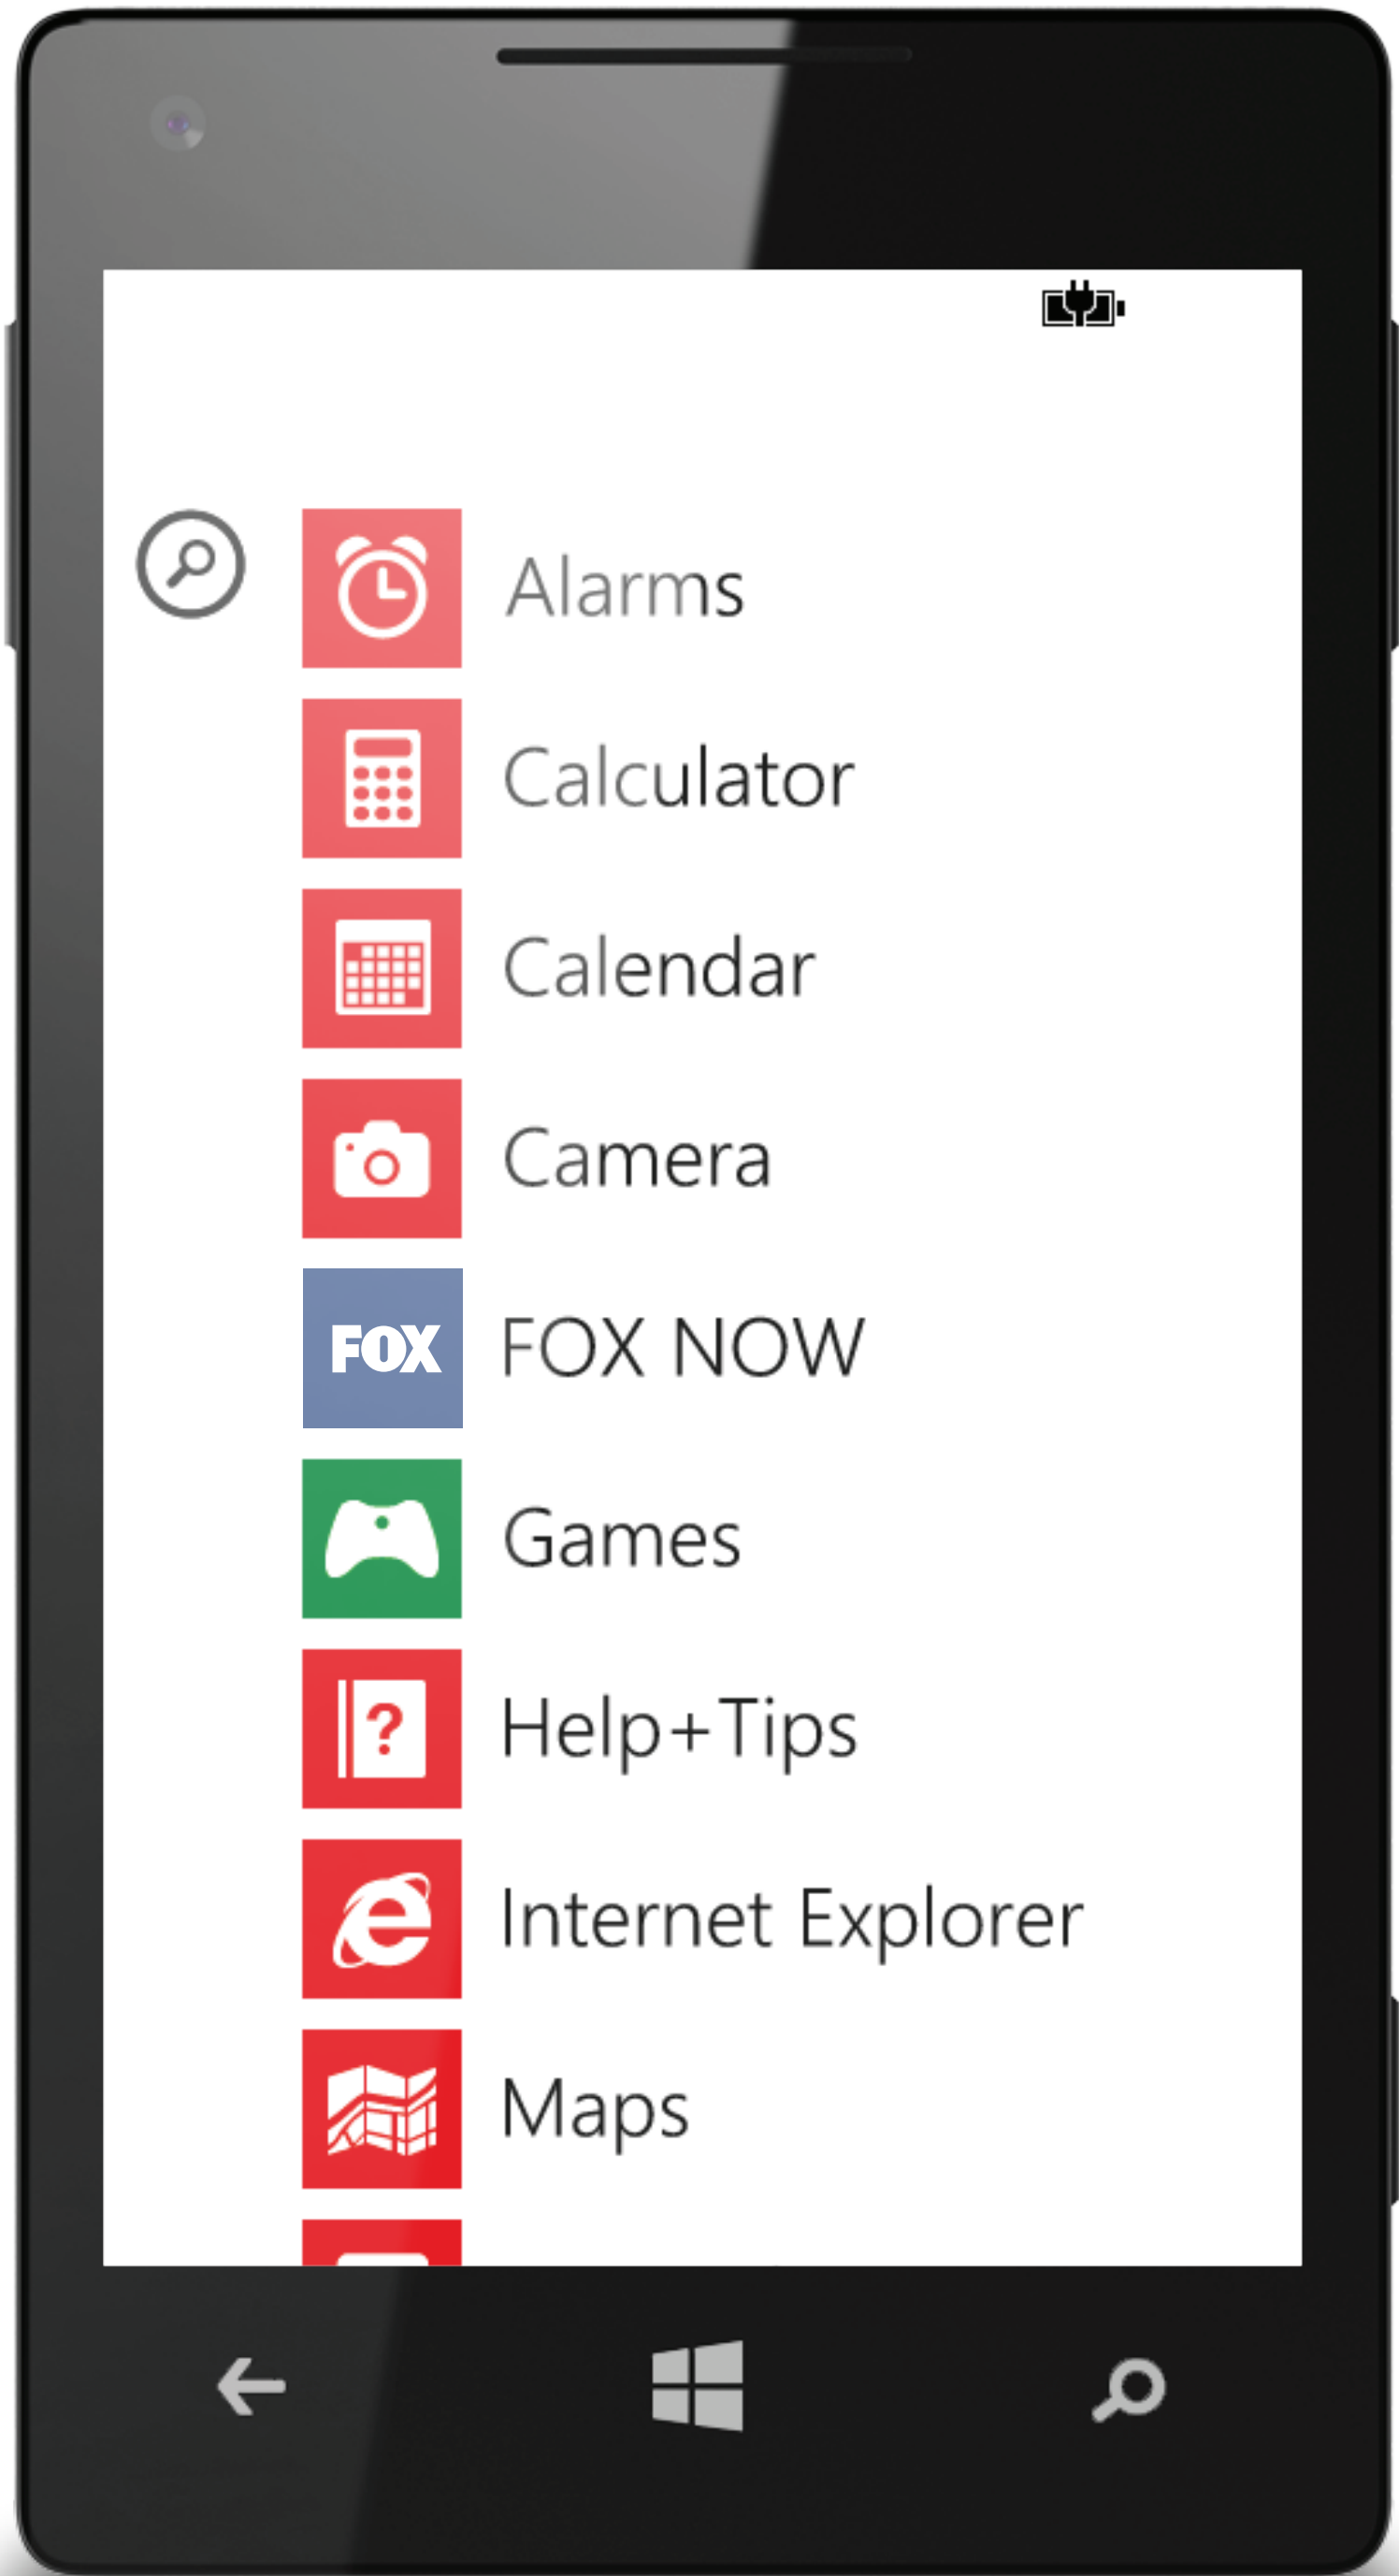 Alarms
Calculator
Calendar
Camera
FOX FOX NOW
Games
? Help+Tips
Internet Explorer
Maps